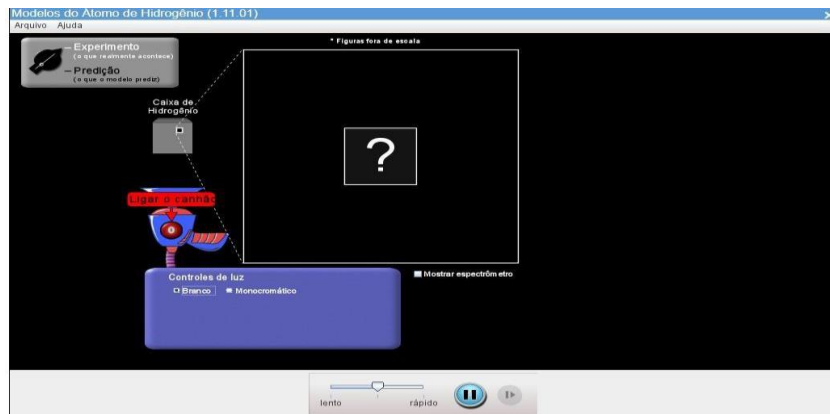 Modelos do Átomo de Hidrogênio (1.11.01)
Arquivo Ajuda
* Figuras fora de escala
Experimento
(o que realmente acontece)
Predição
(o que o modelo prediz)
Caixa de
Hidrogênio
?
Ligar o canhão
Mostrar espectrômetro
Controles de luz
Branco Monocromático
lento rápido